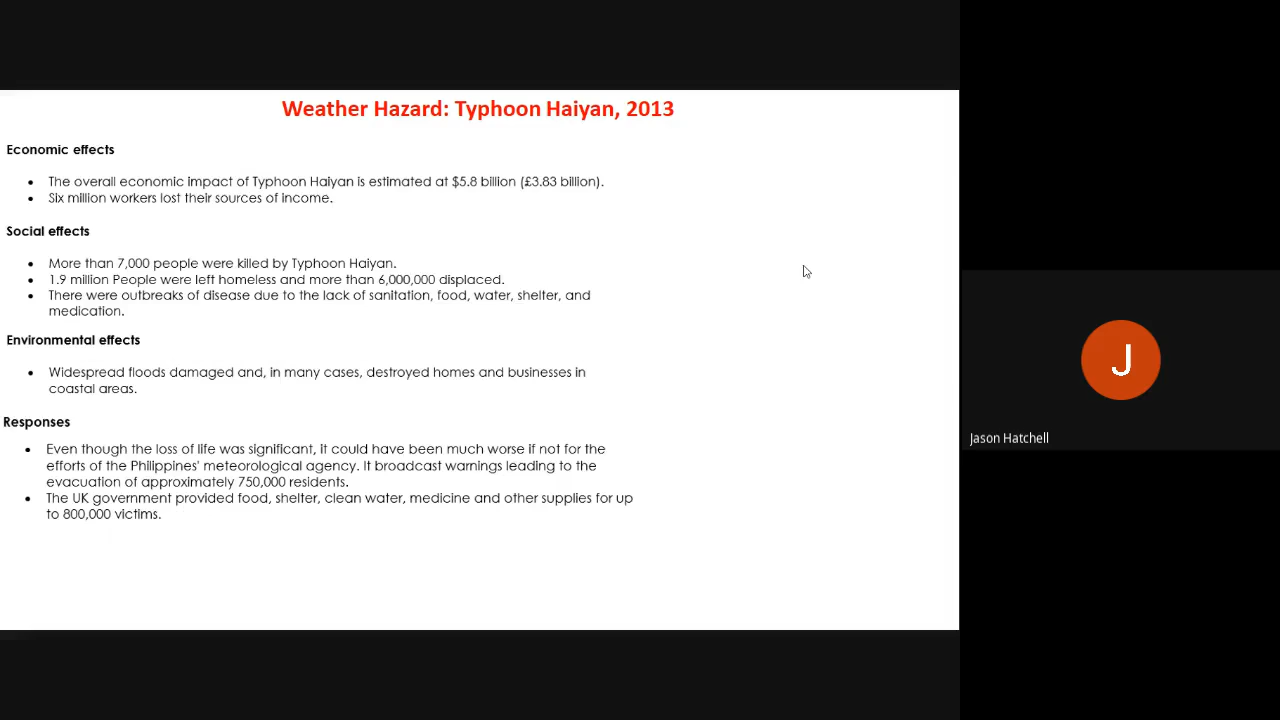 Weather Hazard: Typhoon Haiyan, 2013
Economic effects
• The overall economic impact of Typhoon Haiyan is estimated at $5.8 billion (£3.83 billion).
• Six million workers lost their sources of income.
Social effects
• More than 7,000 people were killed by Typhoon Haiyan.
• 1.9 million People were left homeless and more than 6,000,000 displaced.
• There were outbreaks of disease due to the lack of sanitation, food, water, shelter, and
medication.
Environmental effects
• Widespread floods damaged and, in many cases, destroyed homes and businesses in
coastal areas.
Responses
• Even though the loss of life was significant, it could have been much worse if not for the
efforts of the Philippines' meteorological agency. It broadcast warnings leading to the
evacuation of approximately 750,000 residents.
• The UK government provided food, shelter, clean water, medicine and other supplies for up
to 800,000 victims.
J
Jason Hatchell